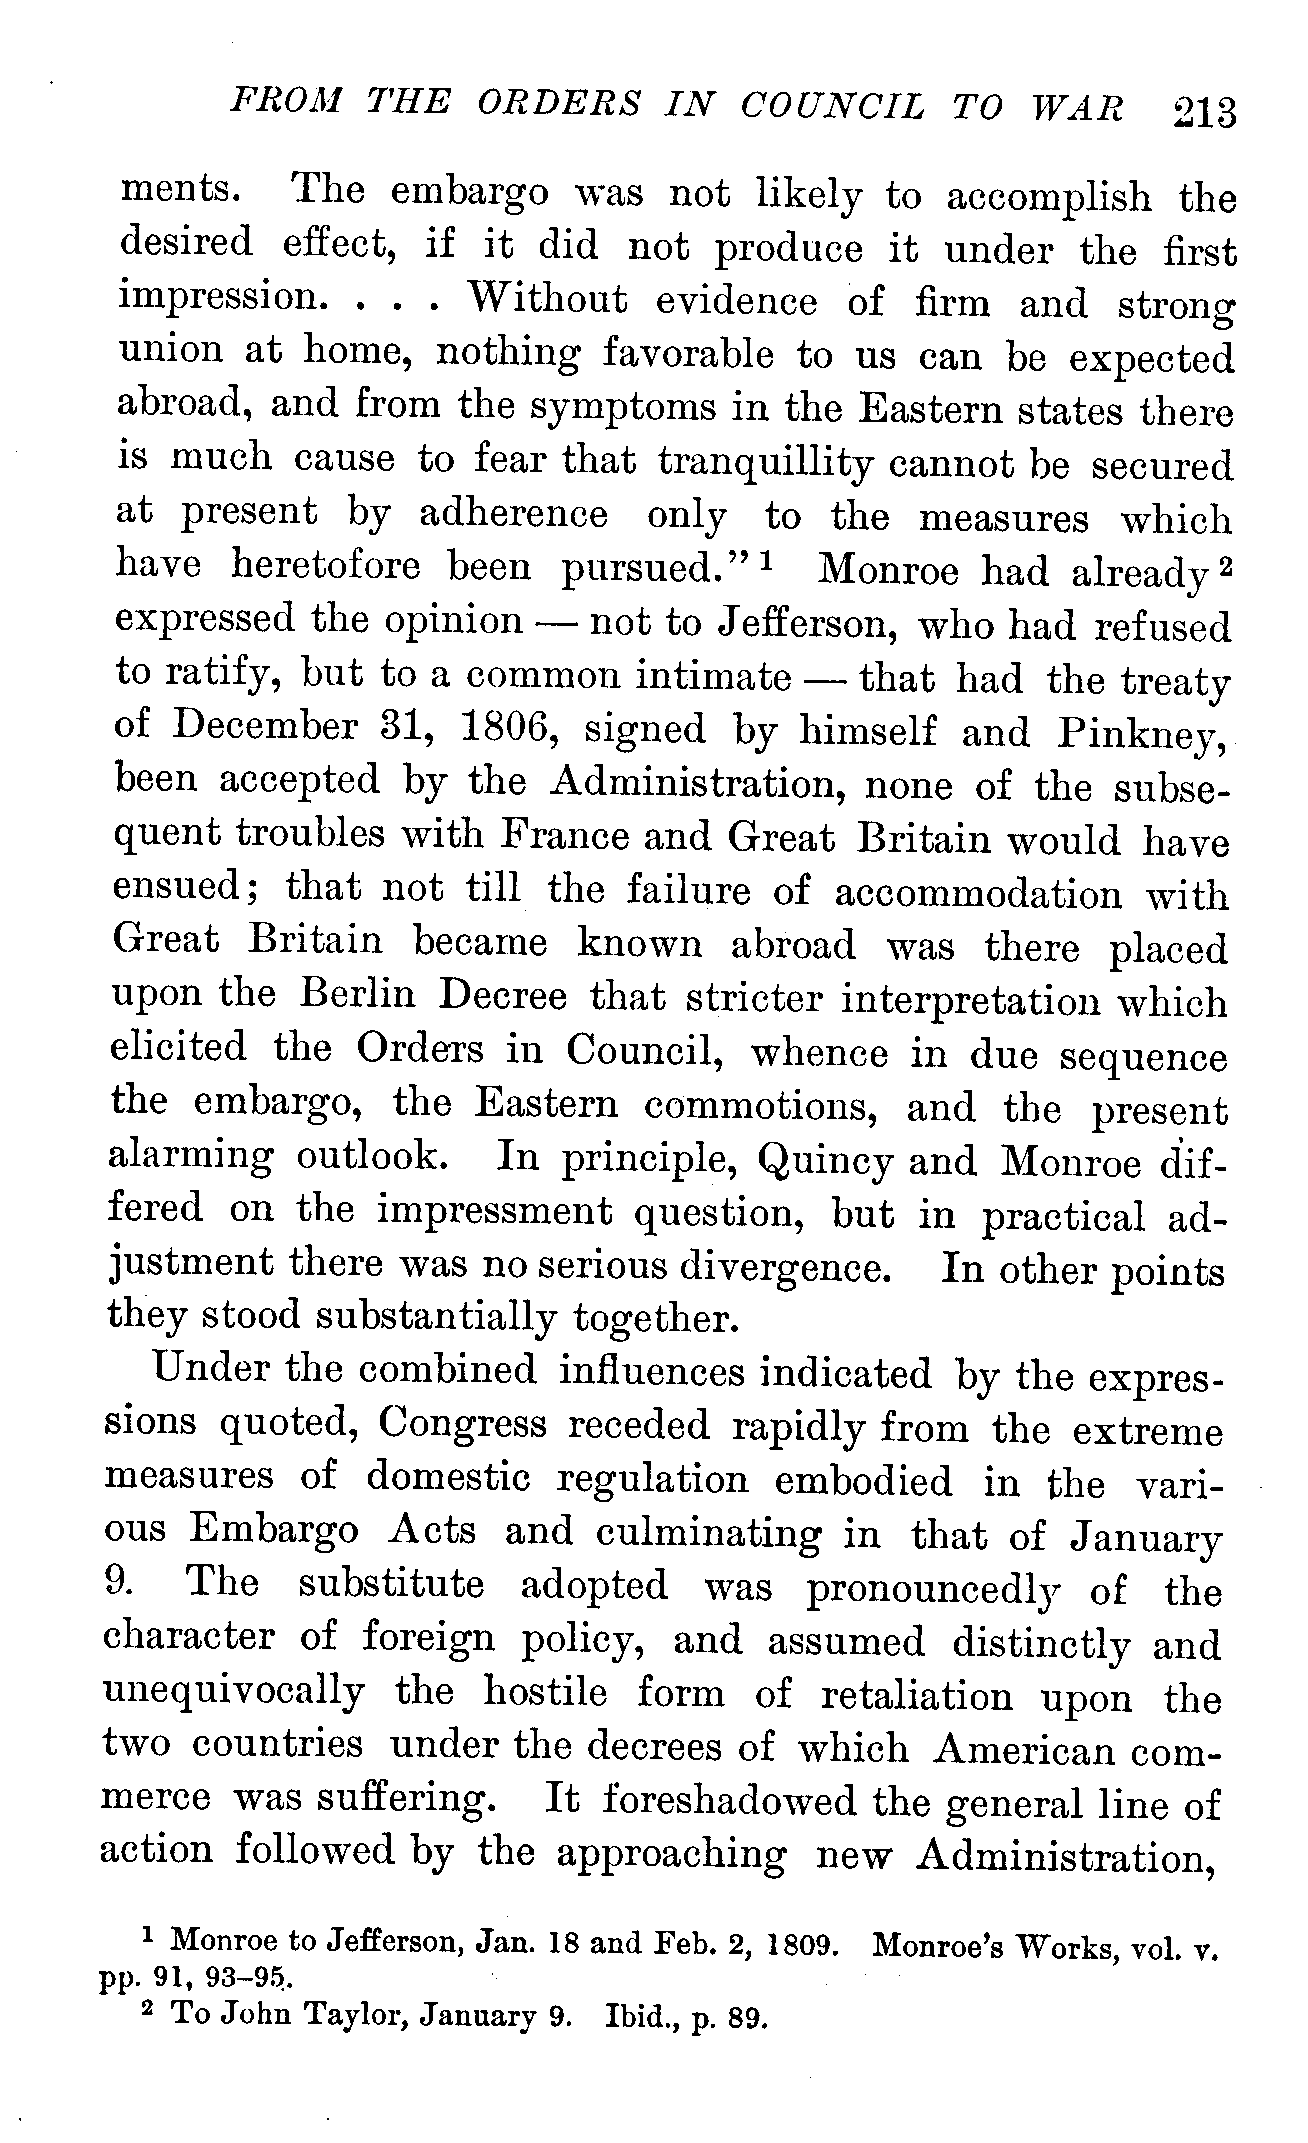 FROM THE ORDERS IN COUNCIL TO WAR 213
ments. The embargo was not likely to accomplish the
desired effect, if it did not produce it under the first
impression. . . . Without evidence of firm and strong
union at home, nothing favorable to us can be expected
abroad, and from the symptoms in the Eastern states there
is much cause to fear that tranquillity cannot be secured
at present by adherence only to the measures which
have heretofore been pursued.” ¹ Monroe had already ²
expressed the opinion — not to Jefferson, who had refused
to ratify, but to a common intimate — that had the treaty
of December 31, 1806, signed by himself and Pinkney,
been accepted by the Administration, none of the subse-
quent troubles with France and Great Britain would have
ensued; that not till the failure of accommodation with
Great Britain became known abroad was there placed
upon the Berlin Decree that stricter interpretation which
elicited the Orders in Council, whence in due sequence
the embargo, the Eastern commotions, and the present
alarming outlook. In principle, Quincy and Monroe dif-
fered on the impressment question, but in practical ad-
justment there was no serious divergence. In other points
they stood substantially together.
Under the combined influences indicated by the expres-
sions quoted, Congress receded rapidly from the extreme
measures of domestic regulation embodied in the vari-
ous Embargo Acts and culminating in that of January
9. The substitute adopted was pronouncedly of the
character of foreign policy, and assumed distinctly and
unequivocally the hostile form of retaliation upon the
two countries under the decrees of which American com-
merce was suffering. It foreshadowed the general line of
action followed by the approaching new Administration,
¹ Monroe to Jefferson, Jan. 18 and Feb. 2, 1809. Monroe's Works, vol. v.
pp. 91, 93–95.
² To John Taylor, January 9. Ibid., p. 89.